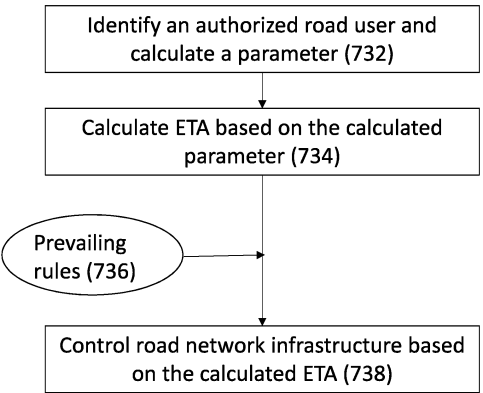 Identify an authorized road user and
calculate a parameter (732)
Calculate ETA based on the calculated
parameter (734)
Prevailing
rules (736)
Control road network infrastructure based
on the calculated ETA (738)